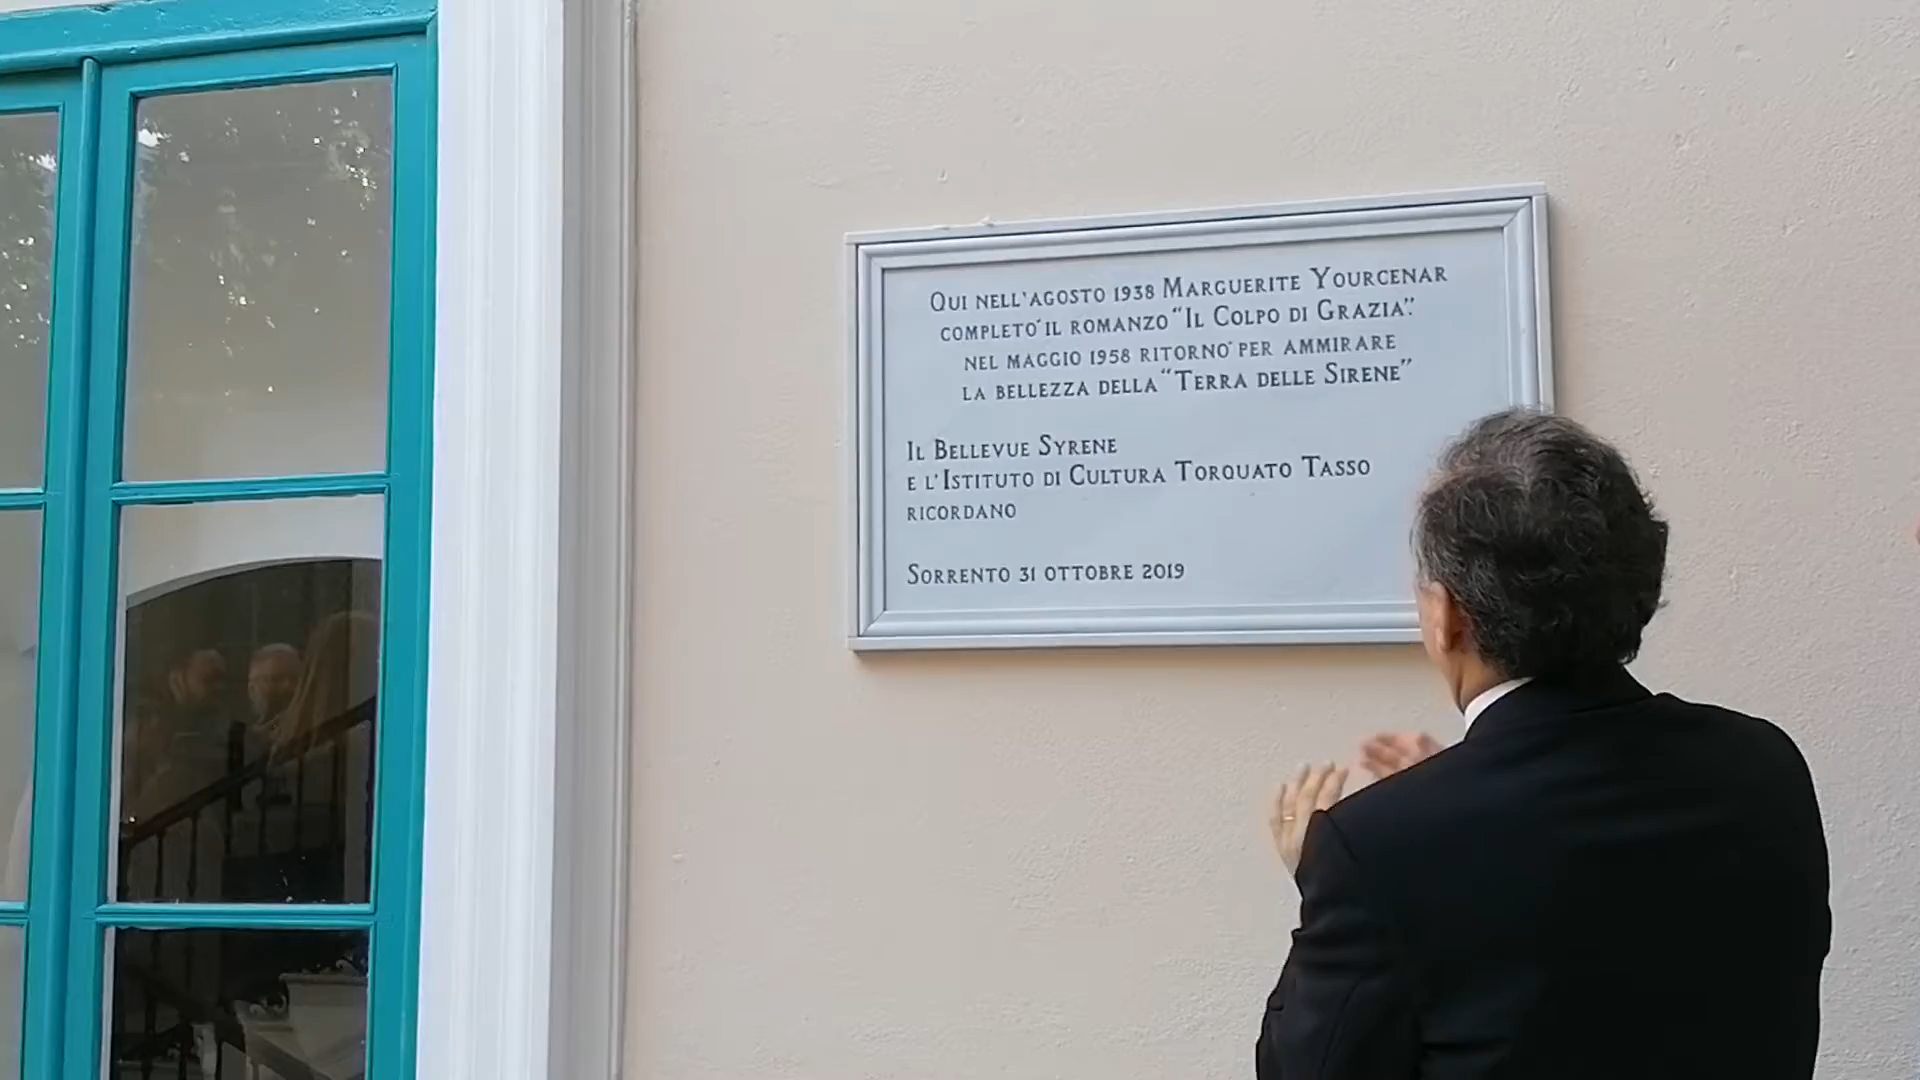 Qui nell'agosto 1938 Marguerite Yourcenar
completo' il romanzo "Il Colpo di Grazia".
nel maggio 1958 ritorno' per ammirare
la bellezza della "Terra delle Sirene"
Il Bellevue Syrene
e l'Istituto di Cultura Torquato Tasso
ricordano
Sorrento 31 ottobre 2019